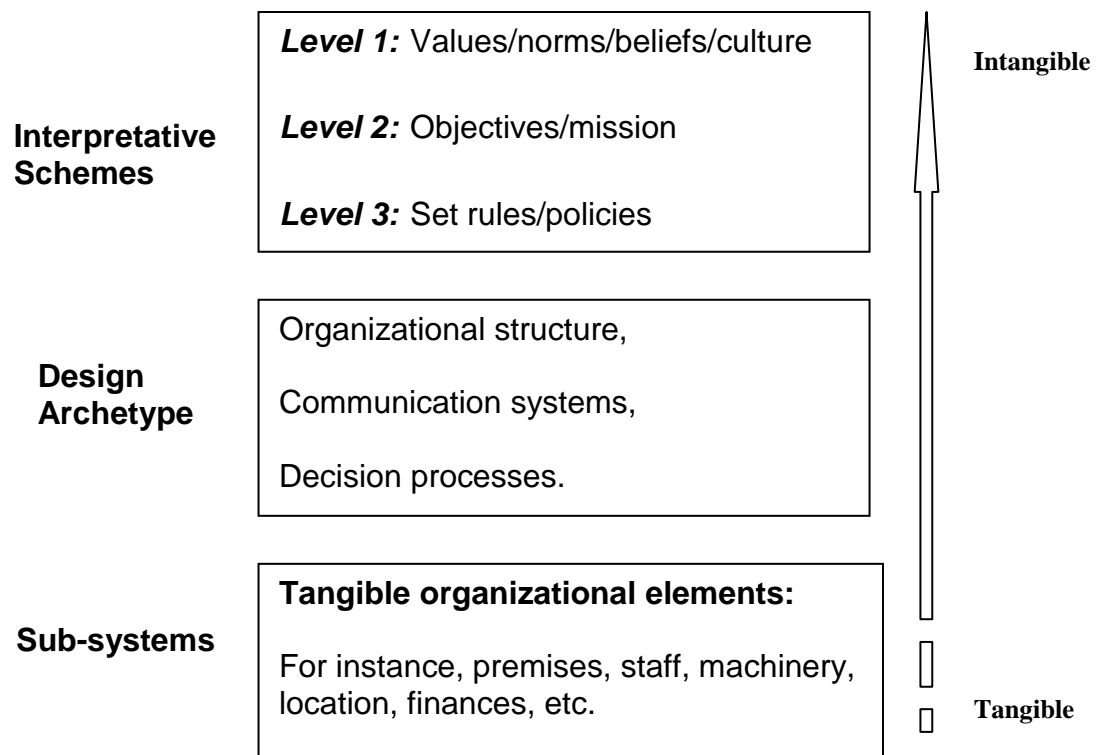 Level 1: Values/norms/beliefs/culture
Intangible
Level 2: Objectives/mission
Interpretative
Schemes
Level 3: Set rules/policies
Organizational structure,
Design
Archetype
Communication systems,
Decision processes.
Tangible organizational elements:
Sub-systems
For instance, premises, staff, machinery,
location, finances, etc.
Tangible